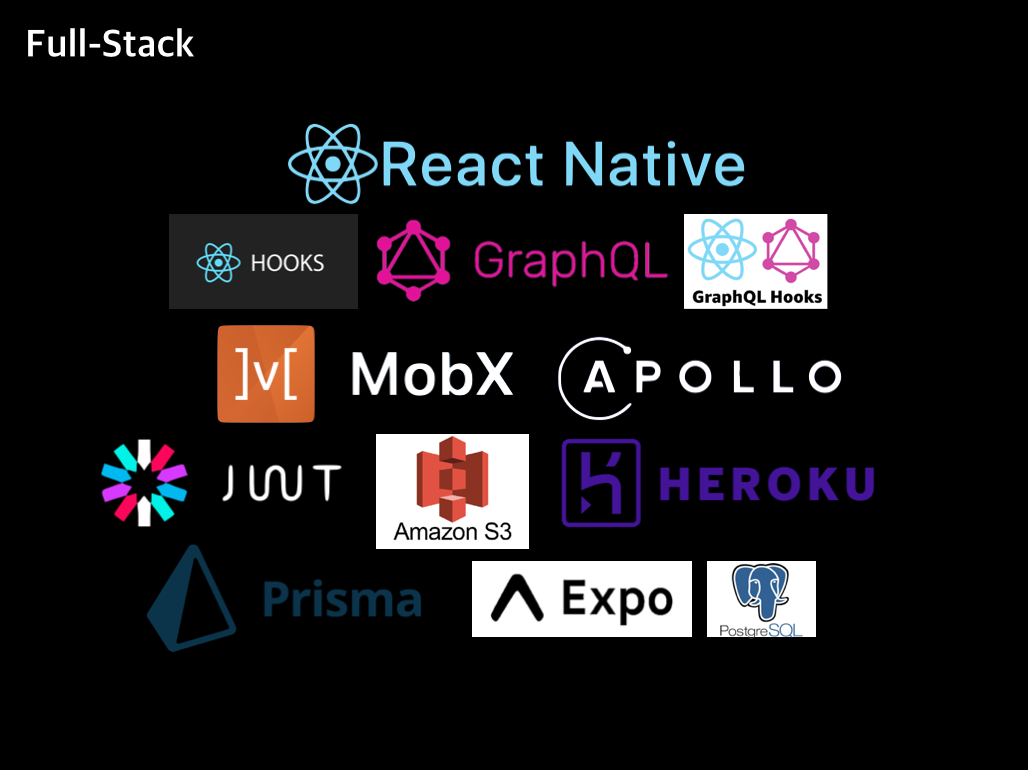 Full-Stack
React Native
HOOKS
GraphQL
GraphQL Hooks
]v[ MobX
APOLLO
JWT
Amazon S3
HEROKU
Prisma
Expo
PostgreSQL